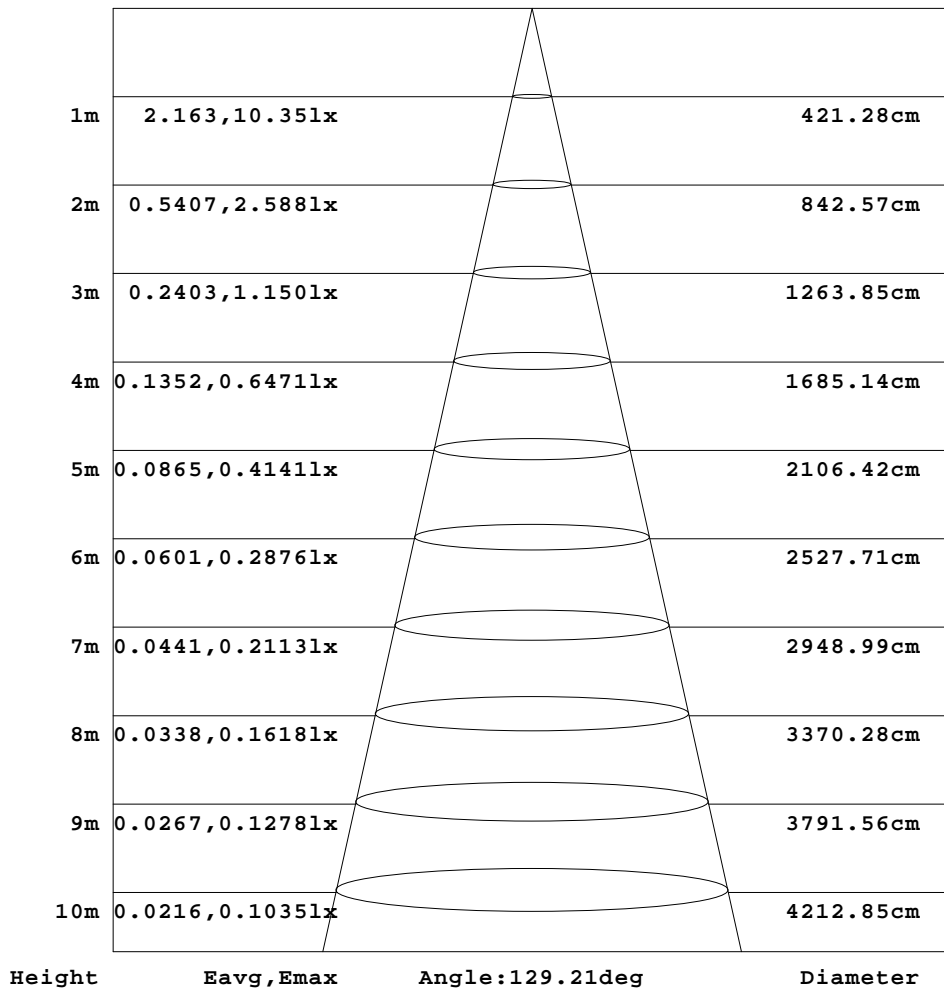 1m 2.163,10.35lx 421.28cm
2m 0.5407,2.588lx 842.57cm
3m 0.2403,1.150lx 1263.85cm
4m 0.1352,0.6471lx 1685.14cm
5m 0.0865,0.4141lx 2106.42cm
6m 0.0601,0.2876lx 2527.71cm
7m 0.0441,0.2113lx 2948.99cm
8m 0.0338,0.1618lx 3370.28cm
9m 0.0267,0.1278lx 3791.56cm
10m 0.0216,0.1035lx 4212.85cm
Height Eavg,Emax Angle:129.21deg Diameter